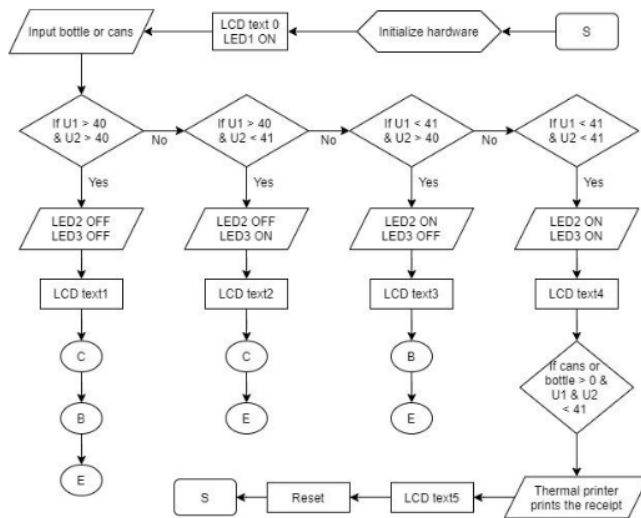 Input bottle or cans
LCD text 0
LED1 ON
Initialize hardware
S
If U1 > 40
& U2 > 40
No
If U1 > 40
& U2 < 41
No
If U1 < 41
& U2 > 40
No
If U1 < 41
& U2 < 41
Yes
Yes
Yes
Yes
LED2 OFF
LED3 OFF
LED2 OFF
LED3 ON
LED2 ON
LED3 OFF
LED2 ON
LED3 ON
LCD text1
LCD text2
LCD text3
LCD text4
C
C
B
If cans or
bottle > 0 &
U1 & U2
< 41
B
E
E
E
S
Reset
LCD text5
Thermal printer
prints the receipt